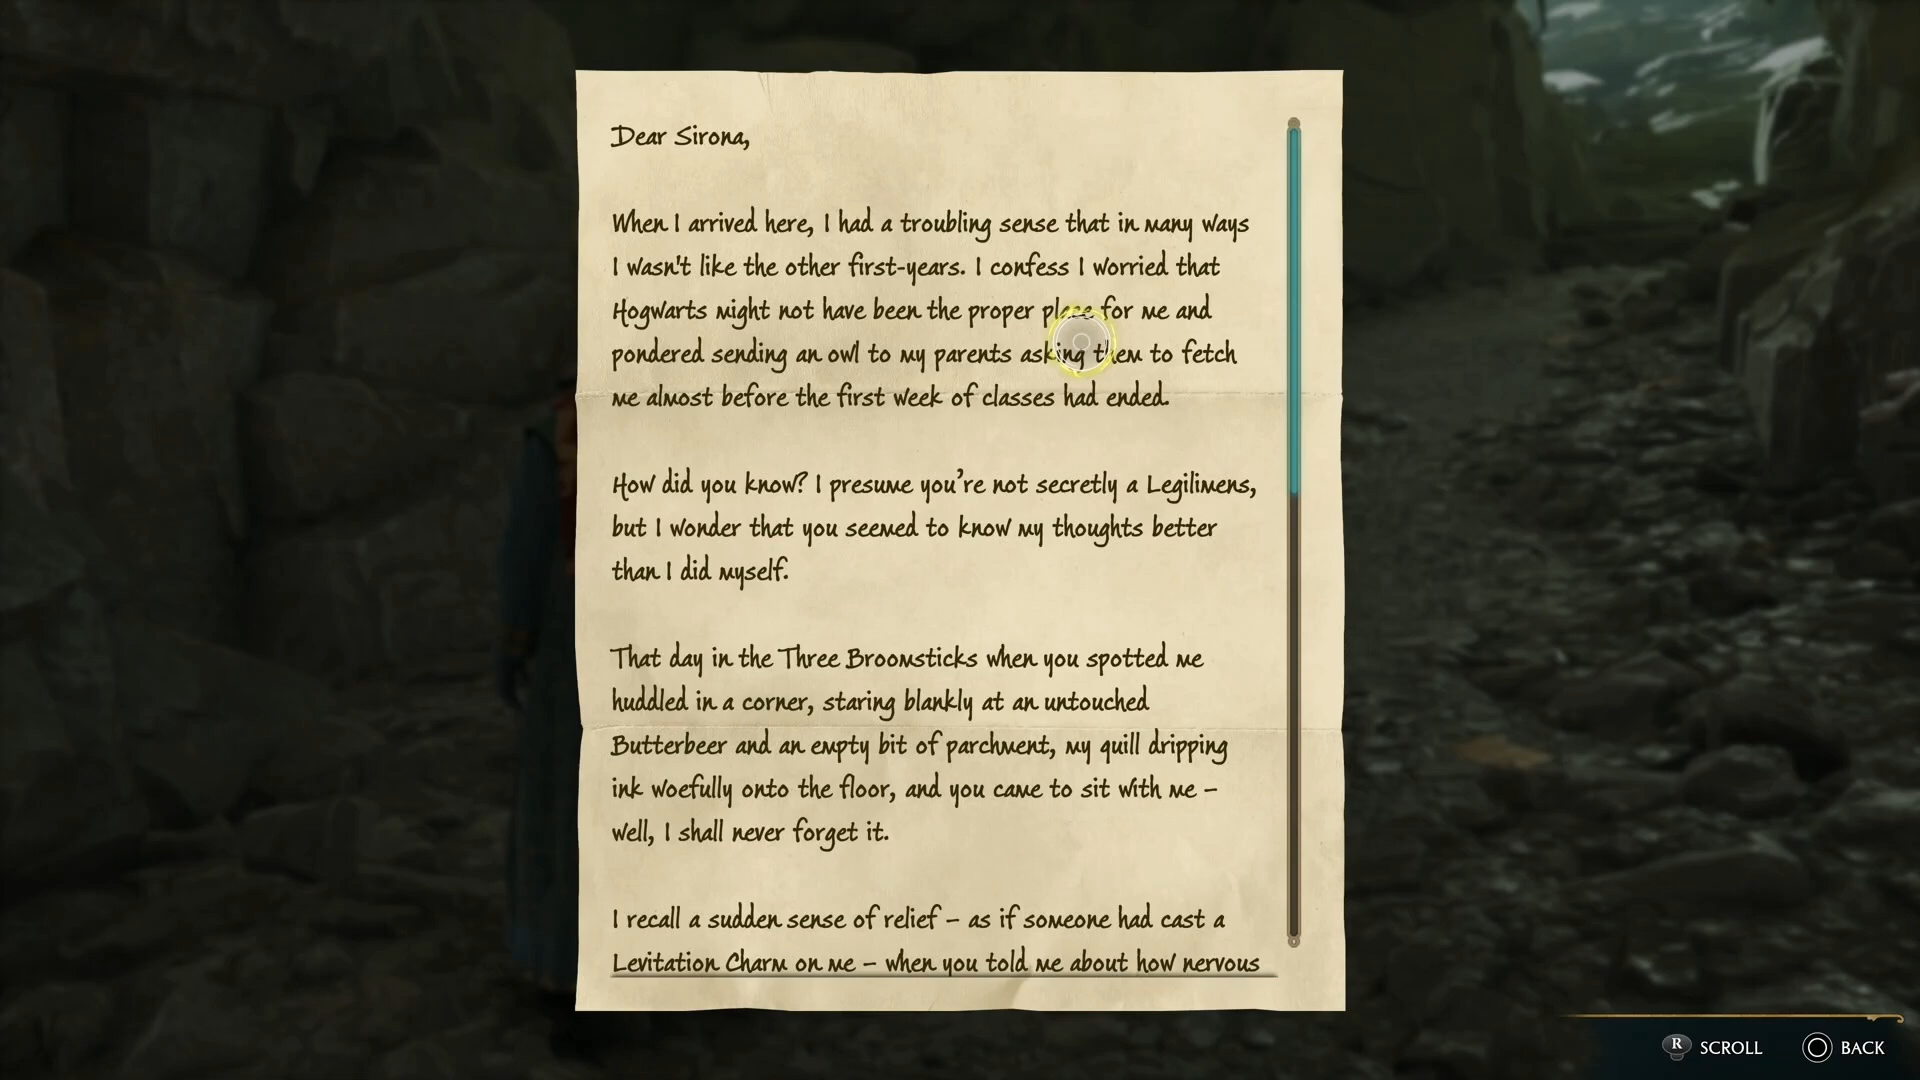 Dear Sirona,
When I arrived here, I had a troubling sense that in many ways
I wasn't like the other first-years. I confess I worried that
Hogwarts might not have been the proper place for me and
pondered sending an owl to my parents asking them to fetch
me almost before the first week of classes had ended.
How did you know? I presume you're not secretly a Legilimens,
but I wonder that you seemed to know my thoughts better
than I did myself.
That day in the Three Broomsticks when you spotted me
huddled in a corner, staring blankly at an untouched
Butterbeer and an empty bit of parchment, my quill dripping
ink woefully onto the floor, and you came to sit with me –
well, I shall never forget it.
I recall a sudden sense of relief – as if someone had cast a
Levitation Charm on me – when you told me about how nervous
R SCROLL
BACK